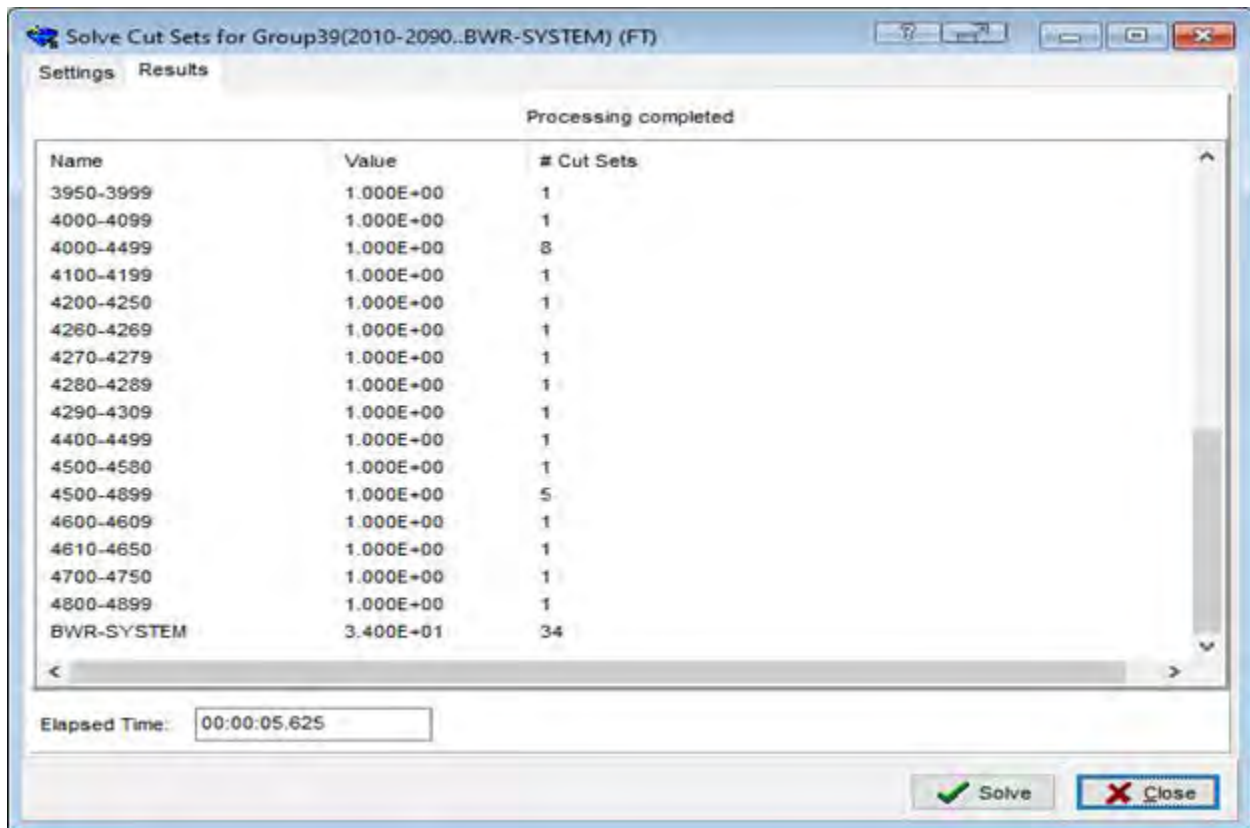 Solve Cut Sets for Group39(2010-2090..BWR-SYSTEM) (FT)
Settings Results
Processing completed
Name Value # Cut Sets
3950-3999 1.000E+00 1
4000-4099 1.000E+00 1
4000-4499 1.000E+00 8
4100-4199 1.000E+00 1
4200-4250 1.000E+00 1
4260-4269 1.000E+00 1
4270-4279 1.000E+00 1
4280-4289 1.000E+00 1
4290-4309 1.000E+00 1
4400-4499 1.000E+00 1
4500-4580 1.000E+00 1
4500-4899 1.000E+00 5
4600-4609 1.000E+00 1
4610-4650 1.000E+00 1
4700-4750 1.000E+00 1
4800-4899 1.000E+00 1
BWR-SYSTEM 3.400E+01 34
Elapsed Time: 00:00:05.625
Solve Close